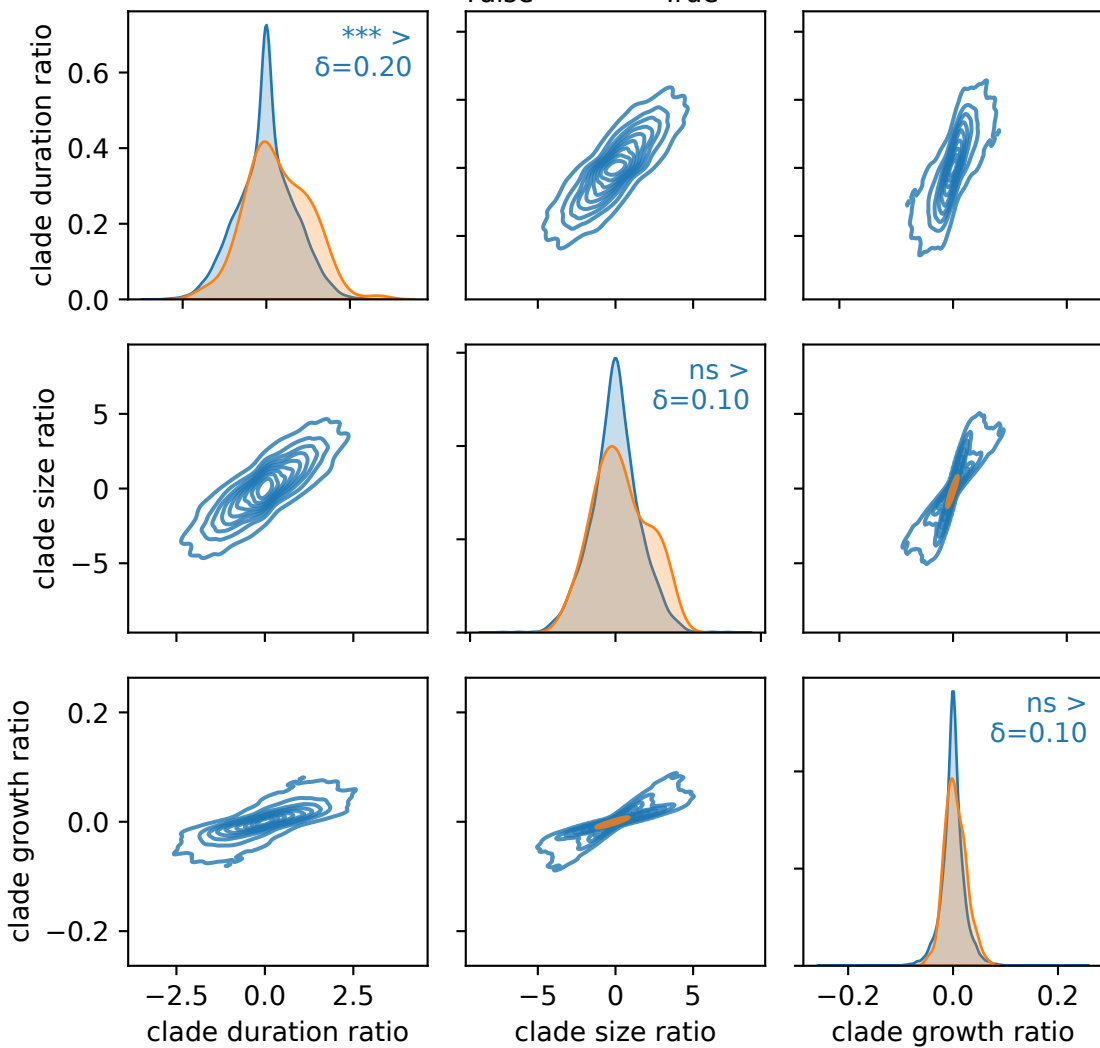 True
clade duration ratio
0.6
0.4
0.2
0.0
*** >
δ=0.20
clade size ratio
5
0
−5
ns >
δ=0.10
clade growth ratio
0.2
0.0
−0.2
ns >
δ=0.10
−2.5 0.0 2.5
−5 0 5
−0.2 0.0 0.2
clade duration ratio
clade size ratio
clade growth ratio